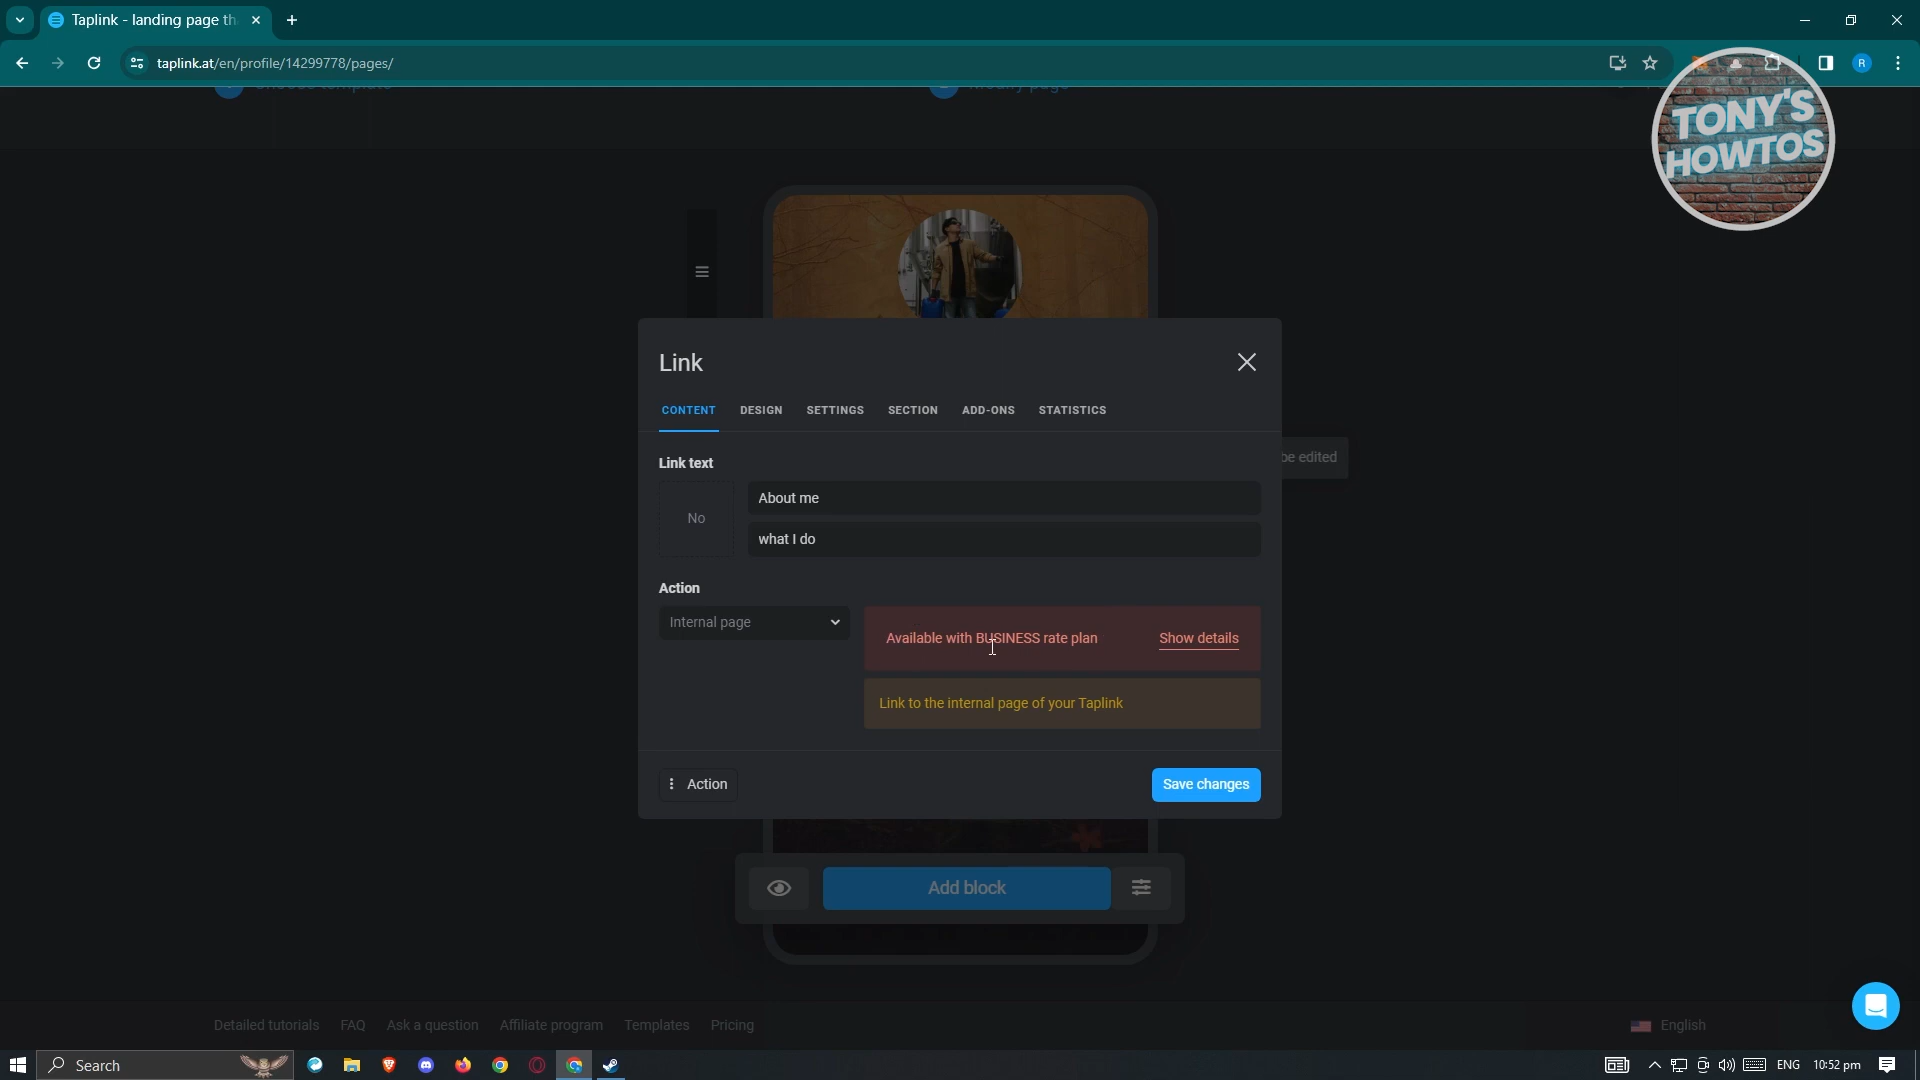 Taplink - landing page th
taplink.at/en/profile/14299778/pages/
R
TONY'S
HOWTOS
Link
CONTENT DESIGN SETTINGS SECTION ADD-ONS STATISTICS
be edited
Link text
No
About me
what I do
Action
Internal page
Available with BUSINESS rate plan Show details
Link to the internal page of your Taplink
Action
Save changes
Add block
Detailed tutorials FAQ Ask a question Affiliate program Templates Pricing
English
Search
ENG 10:52 pm